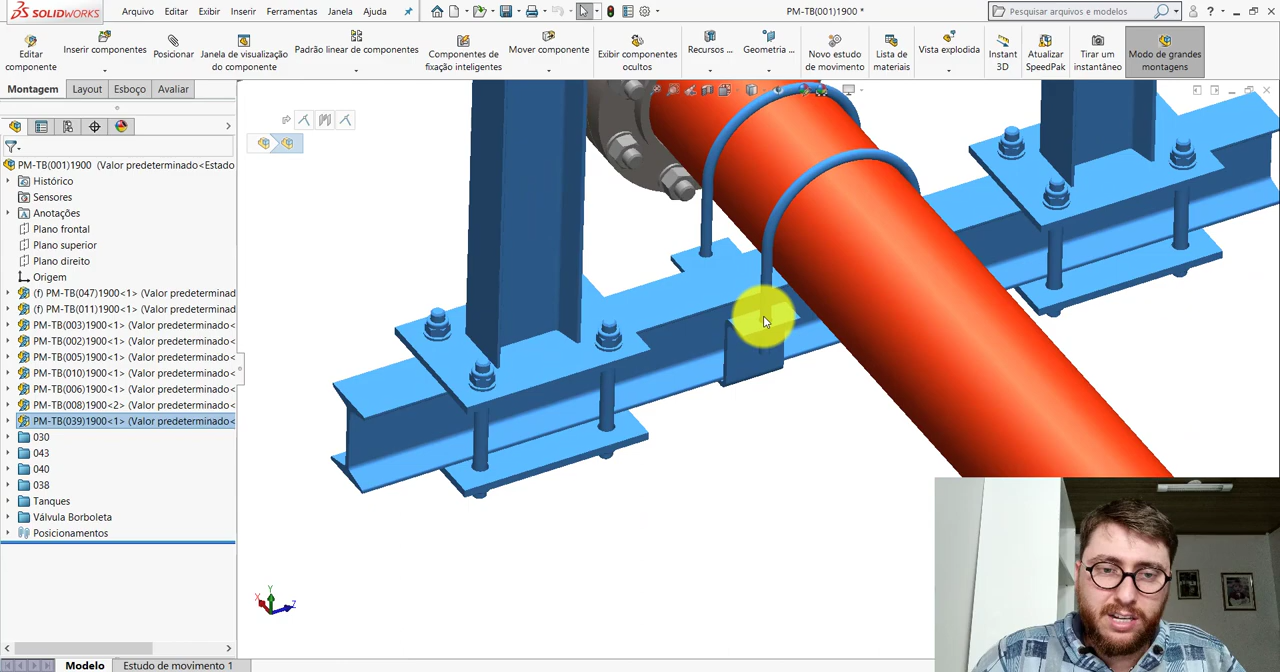 SOLIDWORKS
Arquivo Editar Exibir Inserir Ferramentas Janela Ajuda
PM-TB(001)1900 *
Pesquisar arquivos e modelos
Editar componente
Inserir componentes
Posicionar
Janela de visualização do componente
Padrão linear de componentes
Componentes de fixação inteligentes
Mover componente
Exibir componentes ocultos
Recursos ...
Geometria ...
Novo estudo de movimento
Lista de materiais
Vista explodida
Instant 3D
Atualizar SpeedPak
Tirar um instantâneo
Modo de grandes montagens
Montagem Layout Esboço Avaliar
PM-TB(001)1900 (Valor predeterminado<Estado
Histórico
Sensores
Anotações
Plano frontal
Plano superior
Plano direito
Origem
(f) PM-TB(047)1900<1> (Valor predeterminad
(f) PM-TB(011)1900<1> (Valor predeterminad
PM-TB(003)1900<1> (Valor predeterminado<
PM-TB(002)1900<1> (Valor predeterminado<
PM-TB(005)1900<1> (Valor predeterminado<
PM-TB(010)1900<1> (Valor predeterminado<
PM-TB(006)1900<1> (Valor predeterminado<
PM-TB(008)1900<2> (Valor predeterminado<
PM-TB(039)1900<1> (Valor predeterminado<
030
043
040
038
Tanques
Válvula Borboleta
Posicionamentos
Y
X
Z
Modelo Estudo de movimento 1